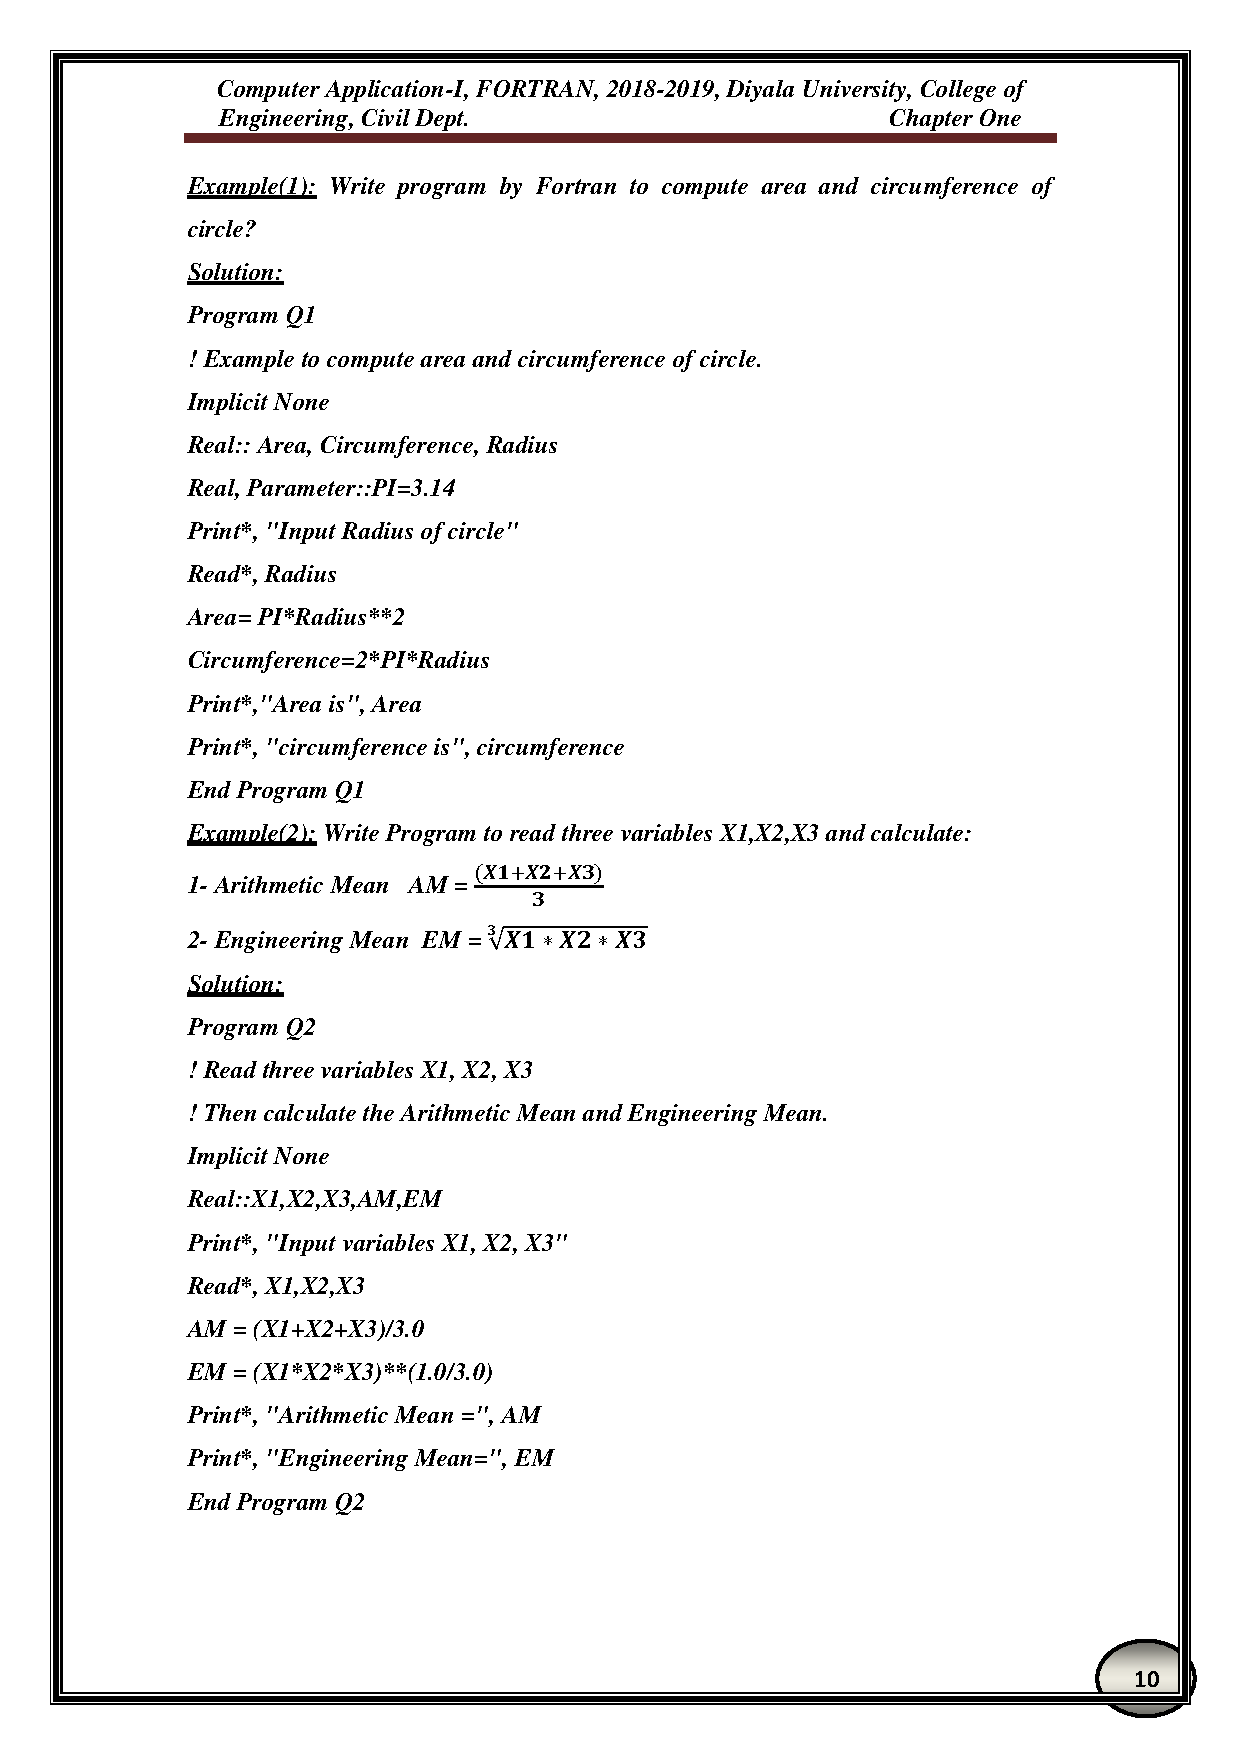 Computer Application-I, FORTRAN, 2018-2019, Diyala University, College of
Engineering, Civil Dept. Chapter One
Example(1): Write program by Fortran to compute area and circumference of
circle?
Solution:
Program Q1
! Example to compute area and circumference of circle.
Implicit None
Real:: Area, Circumference, Radius
Real, Parameter::PI=3.14
Print*, "Input Radius of circle"
Read*, Radius
Area= PI*Radius**2
Circumference=2*PI*Radius
Print*,"Area is", Area
Print*, "circumference is", circumference
End Program Q1
Example(2): Write Program to read three variables X1,X2,X3 and calculate:
1- Arithmetic Mean AM = (X1+X2+X3)/3
2- Engineering Mean EM = ∛(X1 * X2 * X3)
Solution:
Program Q2
! Read three variables X1, X2, X3
! Then calculate the Arithmetic Mean and Engineering Mean.
Implicit None
Real::X1,X2,X3,AM,EM
Print*, "Input variables X1, X2, X3"
Read*, X1,X2,X3
AM = (X1+X2+X3)/3.0
EM = (X1*X2*X3)**(1.0/3.0)
Print*, "Arithmetic Mean =", AM
Print*, "Engineering Mean=", EM
End Program Q2
10